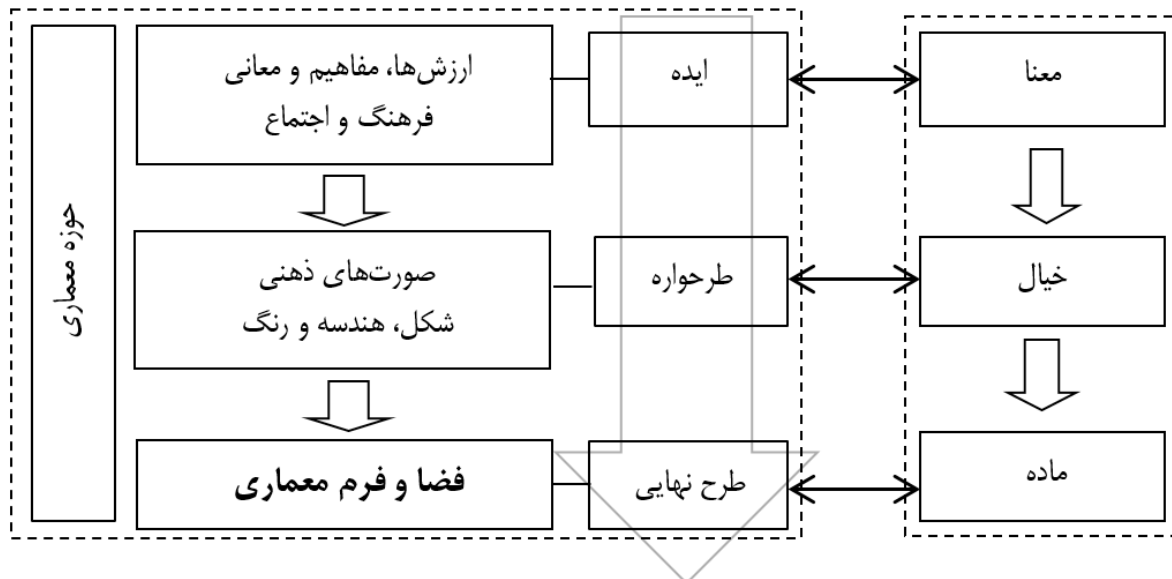 حوزه معماری
ارزش‌ها، مفاهیم و معانی
فرهنگ و اجتماع
ایده
معنا
صورت‌های ذهنی
شکل، هندسه و رنگ
طرحواره
خیال
فضا و فرم معماری
طرح نهایی
ماده